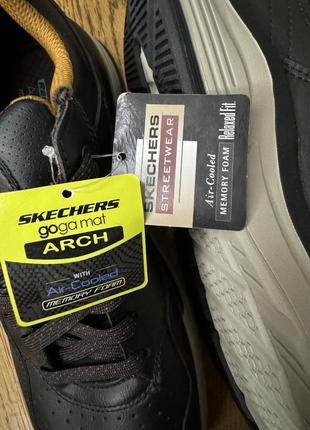 SKECHERS
goga mat
ARCH
WITH
Air-Cooled
MEMORY FOAM
SKECHERS
STREETWEAR
Air-Cooled
MEMORY FOAM
Relaxed Fit.